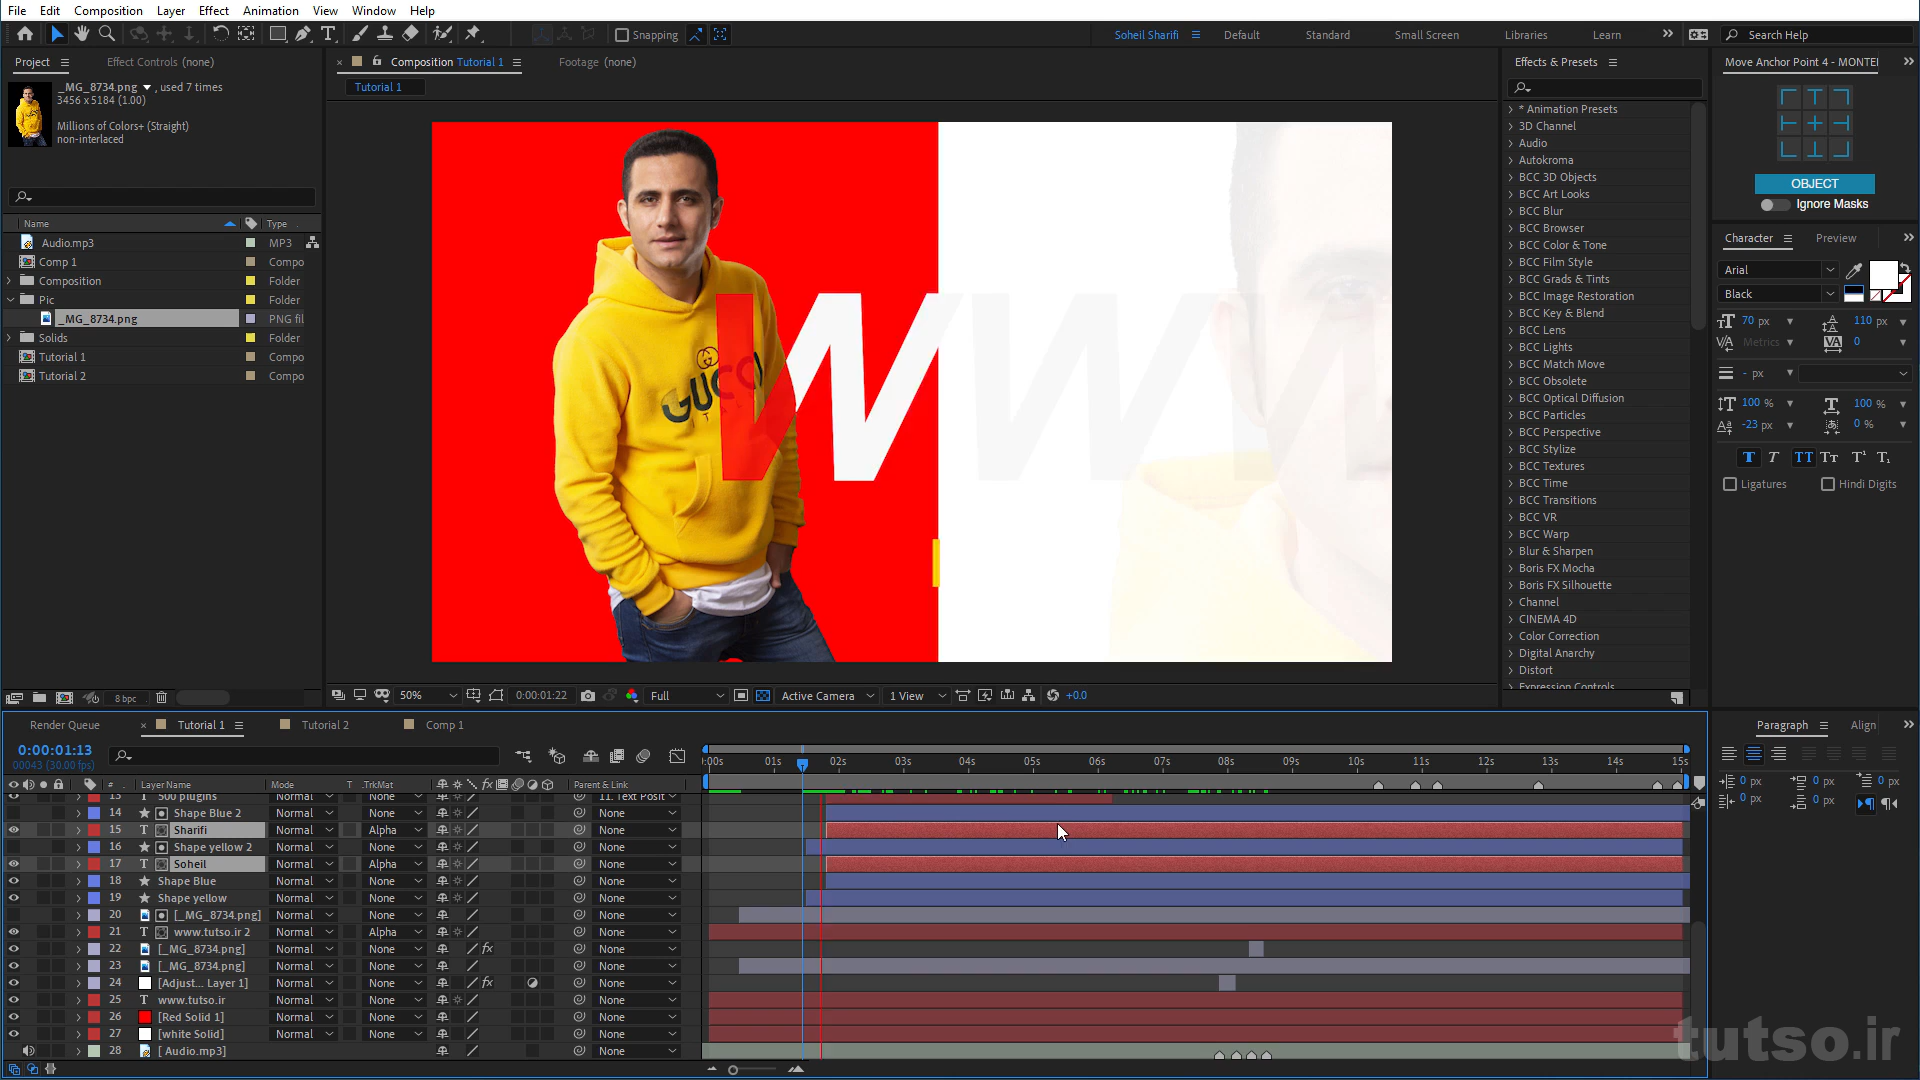 File Edit Composition Layer Effect Animation View Window Help
Snapping Soheil Sharifi Default Standard Small Screen Libraries Learn Search Help
Project Effect Controls (none)
Composition Tutorial 1 Footage (none)
Effects & Presets
Move Anchor Point 4 - MONTE
_MG_8734.png , used 7 times
3456 x 5184 (1.00)
Millions of Colors+ (Straight)
non-interlaced
Tutorial 1
Name Type
Audio.mp3 MP3
Comp 1 Compo
Composition Folder
Pic Folder
_MG_8734.png PNG fil
Solids Folder
Tutorial 1 Compo
Tutorial 2 Compo
8 bpc
GUCCI
WWW
50% 0:00:01:22 Full Active Camera 1 View +0.0
* Animation Presets
3D Channel
Audio
Autokroma
BCC 3D Objects
BCC Art Looks
BCC Blur
BCC Browser
BCC Color & Tone
BCC Film Style
BCC Grads & Tints
BCC Image Restoration
BCC Key & Blend
BCC Lens
BCC Lights
BCC Match Move
BCC Obsolete
BCC Optical Diffusion
BCC Particles
BCC Perspective
BCC Stylize
BCC Textures
BCC Time
BCC Transitions
BCC VR
BCC Warp
Blur & Sharpen
Boris FX Mocha
Boris FX Silhouette
Channel
CINEMA 4D
Color Correction
Digital Anarchy
Distort
Expression Controls
OBJECT
Ignore Masks
Character Preview
Arial
Black
70 px 110 px
Metrics 0
- px
100 % 100 %
-23 px 0 %
Ligatures Hindi Digits
Render Queue Tutorial 1 Tutorial 2 Comp 1
0:00:01:13
00043 (30.00 fps)
:00s 01s 02s 03s 04s 05s 06s 07s 08s 09s 10s 11s 12s 13s 14s 15s
# Layer Name Mode T .TrkMat Parent & Link
13 T 500 plugins Normal None 11. Text Posit
14 Shape Blue 2 Normal None None
15 T Sharifi Normal Alpha None
16 Shape yellow 2 Normal None None
17 T Soheil Normal Alpha None
18 Shape Blue Normal None None
19 Shape yellow Normal None None
20 [_MG_8734.png] Normal None None
21 T www.tutso.ir 2 Normal Alpha None
22 [_MG_8734.png] Normal None fx None
23 [_MG_8734.png] Normal None None
24 [Adjust... Layer 1] Normal None fx None
25 T www.tutso.ir Normal None None
26 [Red Solid 1] Normal None None
27 [white Solid] Normal None None
28 [ Audio.mp3] None
Paragraph Align
0 px 0 px 0 px
0 px 0 px
tutso.ir